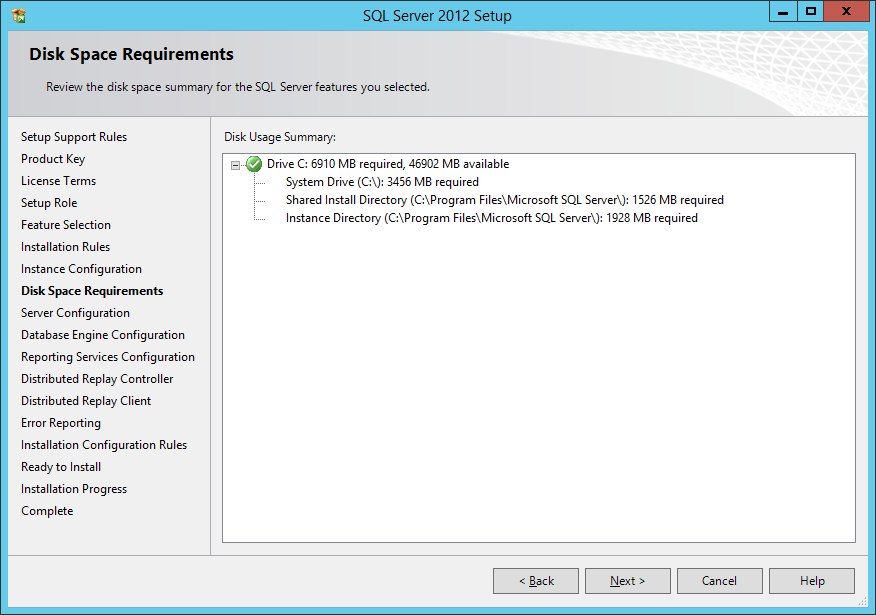 SQL Server 2012 Setup
Disk Space Requirements
Review the disk space summary for the SQL Server features you selected.
Setup Support Rules
Product Key
License Terms
Setup Role
Feature Selection
Installation Rules
Instance Configuration
Disk Space Requirements
Server Configuration
Database Engine Configuration
Reporting Services Configuration
Distributed Replay Controller
Distributed Replay Client
Error Reporting
Installation Configuration Rules
Ready to Install
Installation Progress
Complete
Disk Usage Summary:
Drive C: 6910 MB required, 46902 MB available
System Drive (C:\): 3456 MB required
Shared Install Directory (C:\Program Files\Microsoft SQL Server\): 1526 MB required
Instance Directory (C:\Program Files\Microsoft SQL Server\): 1928 MB required
< Back
Next >
Cancel
Help